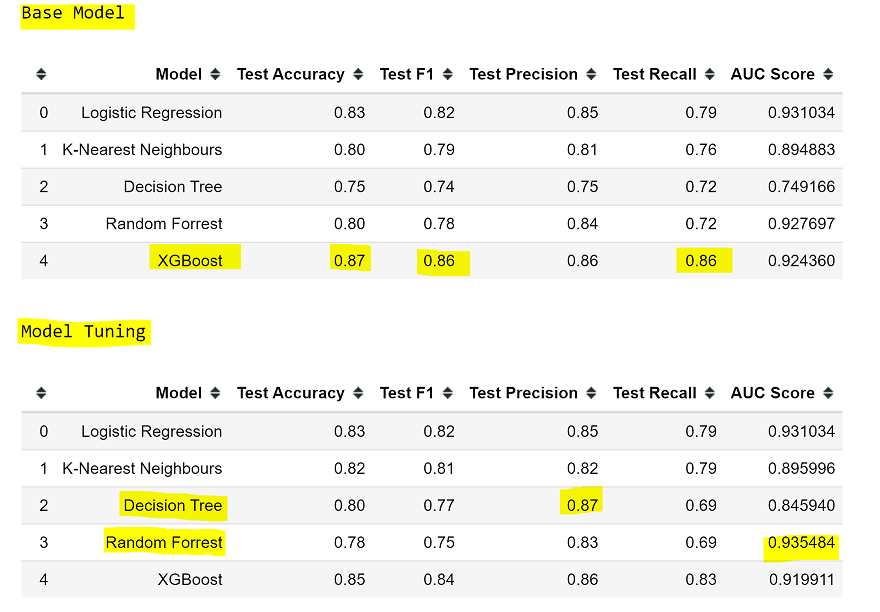 Base Model
Model Test Accuracy Test F1 Test Precision Test Recall AUC Score
0 Logistic Regression 0.83 0.82 0.85 0.79 0.931034
1 K-Nearest Neighbours 0.80 0.79 0.81 0.76 0.894883
2 Decision Tree 0.75 0.74 0.75 0.72 0.749166
3 Random Forrest 0.80 0.78 0.84 0.72 0.927697
4 XGBoost 0.87 0.86 0.86 0.86 0.924360
Model Tuning
Model Test Accuracy Test F1 Test Precision Test Recall AUC Score
0 Logistic Regression 0.83 0.82 0.85 0.79 0.931034
1 K-Nearest Neighbours 0.82 0.81 0.82 0.79 0.895996
2 Decision Tree 0.80 0.77 0.87 0.69 0.845940
3 Random Forrest 0.78 0.75 0.83 0.69 0.935484
4 XGBoost 0.85 0.84 0.86 0.83 0.919911